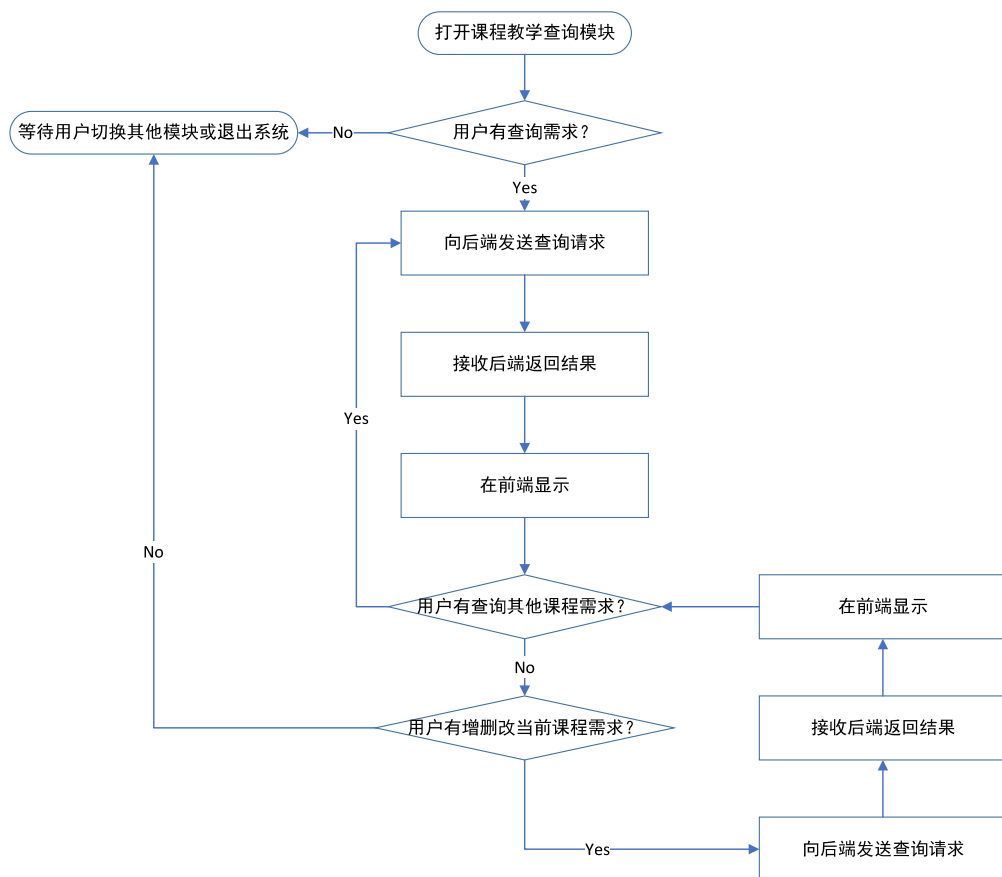 打开课程教学查询模块
用户有查询需求？
No
等待用户切换其他模块或退出系统
Yes
向后端发送查询请求
接收后端返回结果
Yes
在前端显示
No
用户有查询其他课程需求？
在前端显示
No
用户有增删改当前课程需求？
接收后端返回结果
Yes
向后端发送查询请求